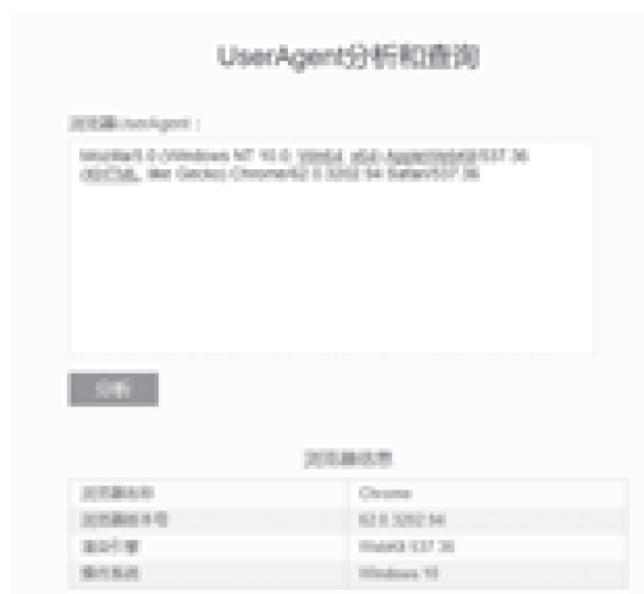 UserAgent分析和查询
浏览器UserAgent：
Mozilla/5.0 (Windows NT 10.0; Win64; x64) AppleWebKit/537.36
(KHTML, like Gecko) Chrome/62.0.3202.94 Safari/537.36
分析
浏览器信息
浏览器名称 Chrome
浏览器版本号 62.0.3202.94
渲染引擎 WebKit 537.36
操作系统 Windows 10